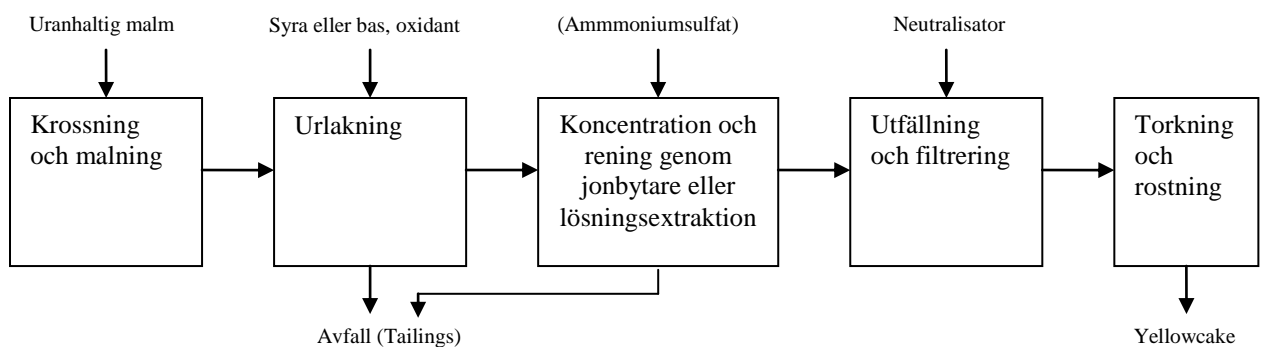 Uranhaltig malm
Syra eller bas, oxidant
(Ammmoniumsulfat)
Neutralisator
Krossning
och malning
Urlakning
Koncentration och
rening genom
jonbytare eller
lösningsextraktion
Utfällning
och filtrering
Torkning
och
rostning
Avfall (Tailings)
Yellowcake